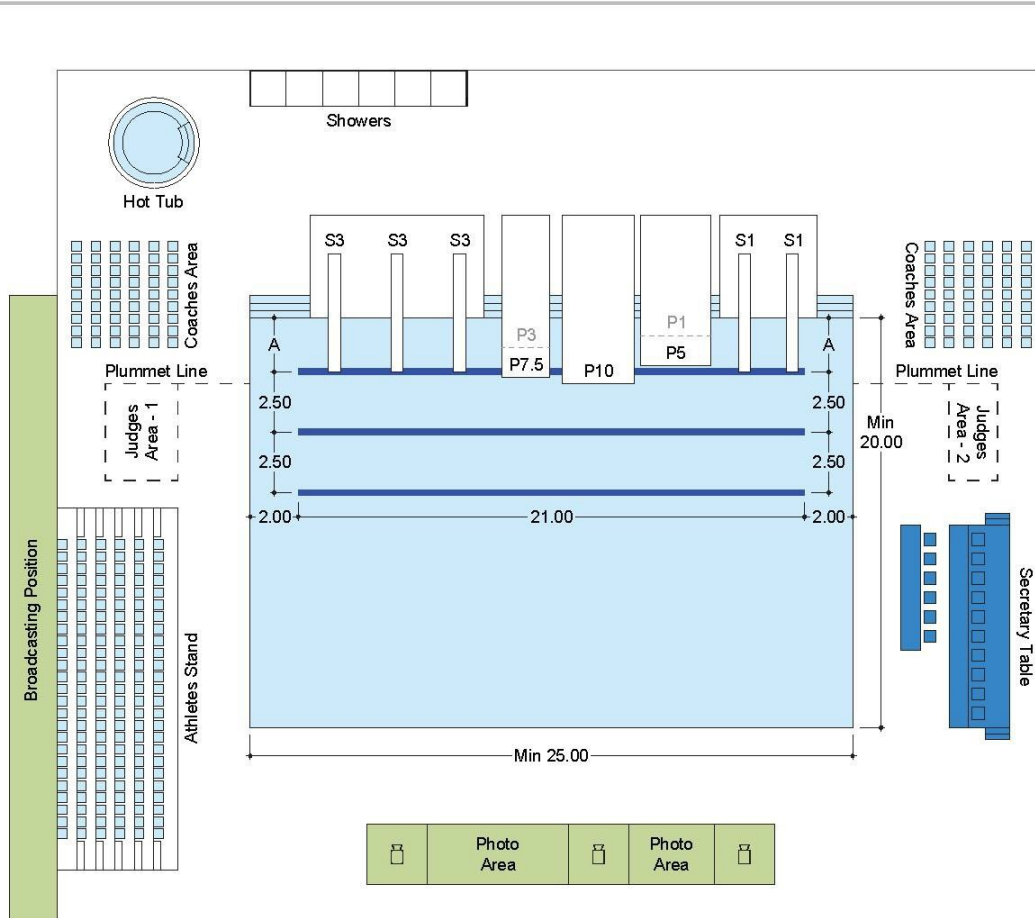 Showers
Hot Tub
S3
S3
S3
S1
S1
Coaches Area
Coaches Area
P3
P7.5
P10
P1
P5
A
A
Plummet Line
Plummet Line
Judges
Area - 1
Judges
Area - 2
2.50
2.50
Min
20.00
2.50
2.50
2.00
21.00
2.00
Broadcasting Position
Athletes Stand
Secretary Table
Min 25.00
Photo
Area
Photo
Area